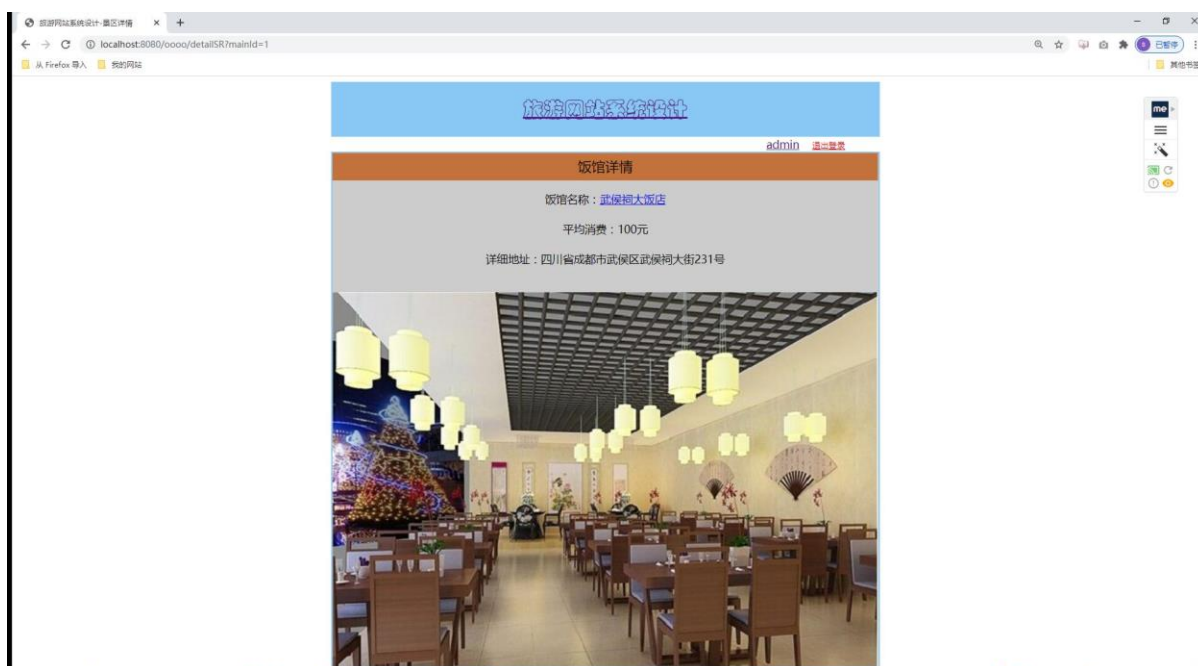 旅游网站系统设计-景区详情
localhost:8080/oooo/detailSR?mainId=1
已暂停
从 Firefox 导入
我的网站
其他书签
旅游网站系统设计
me
admin 退出登录
饭馆详情
饭馆名称：武侯祠大饭店
平均消费：100元
详细地址：四川省成都市武侯区武侯祠大街231号